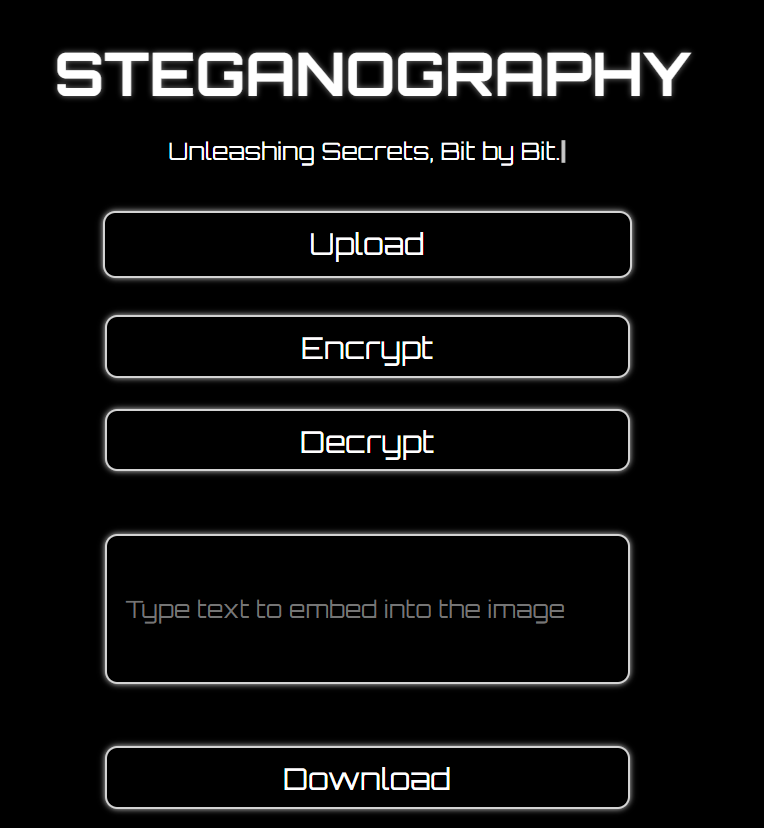 STEGANOGRAPHY
Unleashing Secrets, Bit by Bit.
Upload
Encrypt
Decrypt
Type text to embed into the image
Download